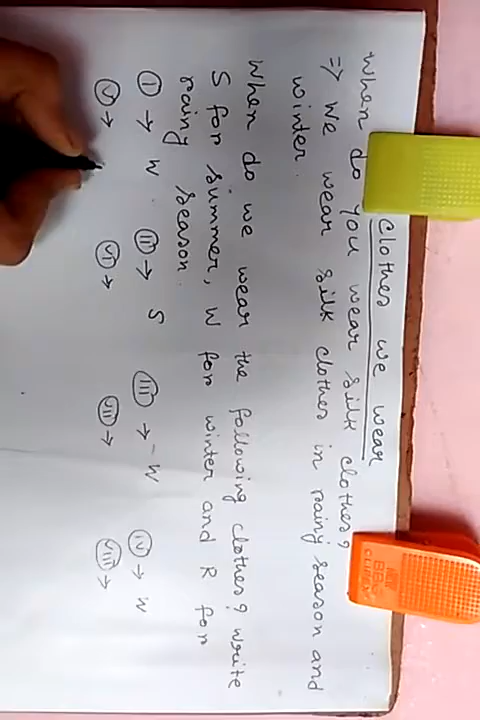 Clothes we wear
When do you wear silk clothes?
=> We wear silk clothes in rainy season and
winter.
When do we wear the following clothes? write
S for summer, W for winter and R for
rainy season.
(I) → W (II) → S (III) → W (IV) → W
(V) → (VI) → (VII) → (VIII) →